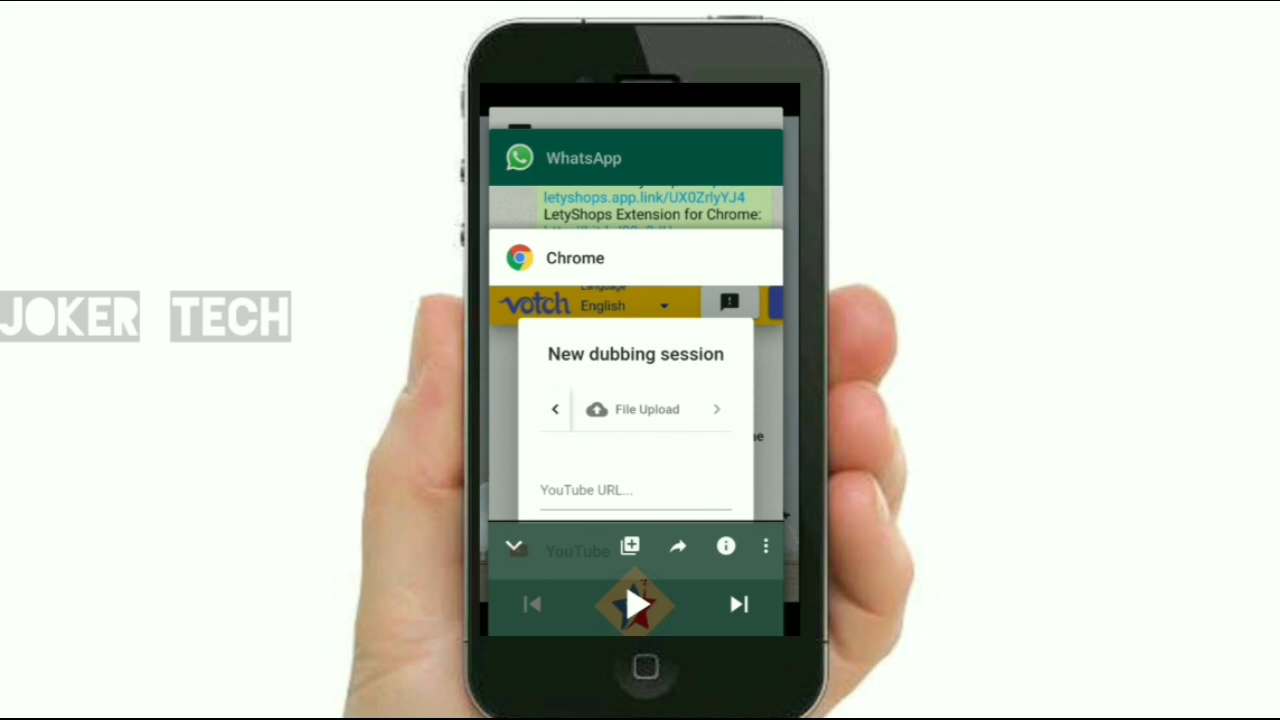 JOKER TECH
WhatsApp
letyshops.app.link/UX0ZrlyYJ4
LetyShops Extension for Chrome:
Chrome
votch
Language
English
New dubbing session
File Upload
YouTube URL...
YouTube